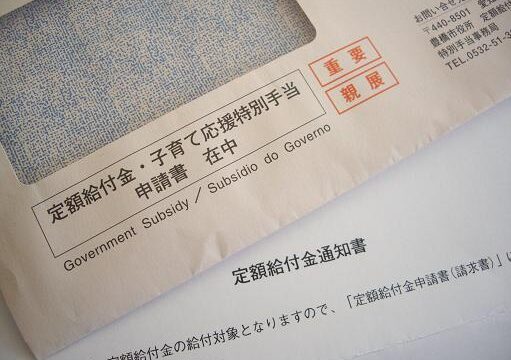 お問い合せ
〒440-8501
豊橋市役所 定額給
特別手当事務局
TEL.0532-51-
重要
親展
定額給付金・子育て応援特別手当
申請書 在中
Government Subsidy / Subsidio do Governo
定額給付金通知書
定額給付金の給付対象となりますので、「定額給付金申請書(請求書)」